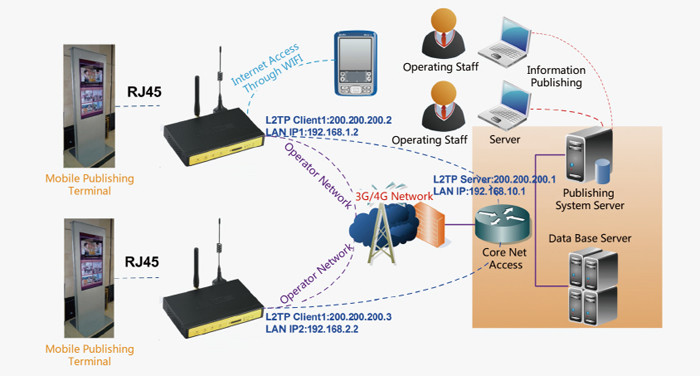 RJ45
Mobile Publishing
Terminal
Internet Access
Through WIFI
L2TP Client1:200.200.200.2
LAN IP1:192.168.1.2
Operator Network
3G/4G Network
Operating Staff
Information
Publishing
Operating Staff
Server
L2TP Server:200.200.200.1
LAN IP:192.168.10.1
Publishing
System Server
Core Net
Access
Data Base Server
RJ45
Mobile Publishing
Terminal
Operator Network
L2TP Client1:200.200.200.3
LAN IP2:192.168.2.2